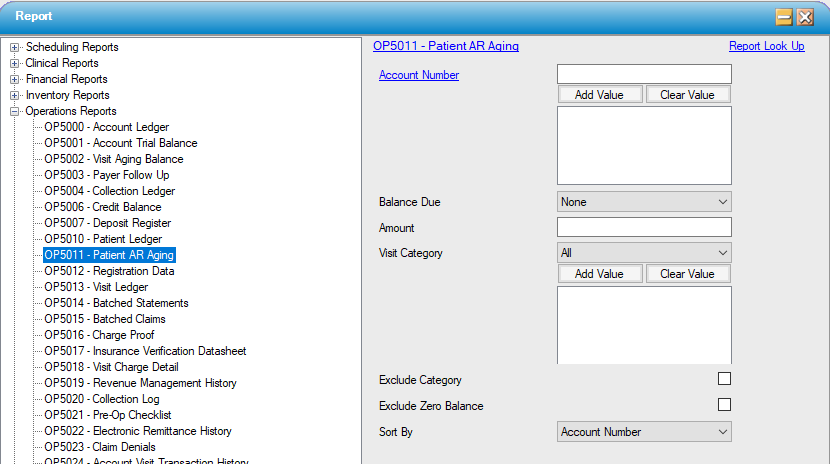 Report
Scheduling Reports
Clinical Reports
Financial Reports
Inventory Reports
Operations Reports
OP5000 - Account Ledger
OP5001 - Account Trial Balance
OP5002 - Visit Aging Balance
OP5003 - Payer Follow Up
OP5004 - Collection Ledger
OP5006 - Credit Balance
OP5007 - Deposit Register
OP5010 - Patient Ledger
OP5011 - Patient AR Aging
OP5012 - Registration Data
OP5013 - Visit Ledger
OP5014 - Batched Statements
OP5015 - Batched Claims
OP5016 - Charge Proof
OP5017 - Insurance Verification Datasheet
OP5018 - Visit Charge Detail
OP5019 - Revenue Management History
OP5020 - Collection Log
OP5021 - Pre-Op Checklist
OP5022 - Electronic Remittance History
OP5023 - Claim Denials
OP5024 - Account Visit Transaction History
OP5011 - Patient AR Aging Report Look Up
Account Number
Add Value Clear Value
Balance Due None
Amount
Visit Category All
Add Value Clear Value
Exclude Category
Exclude Zero Balance
Sort By Account Number